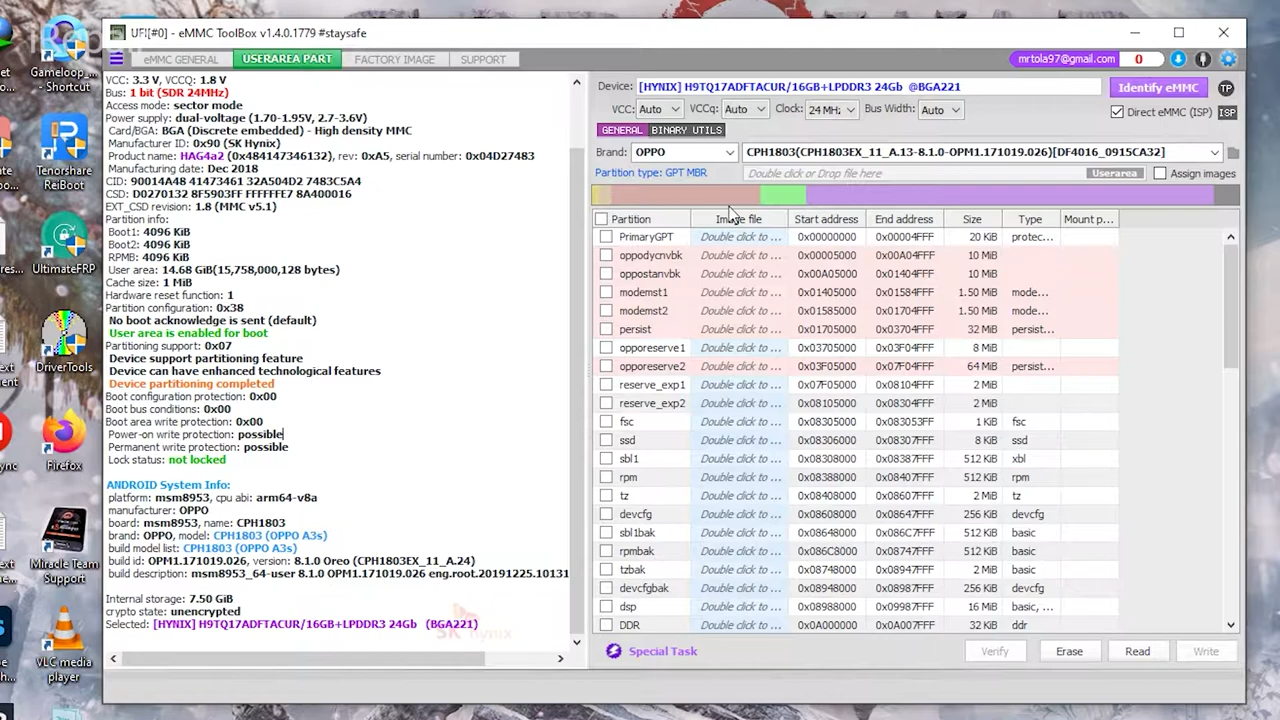 UFI[#0] - eMMC ToolBox v1.4.0.1779 #staysafe
eMMC GENERAL
USERAREA PART
FACTORY IMAGE
SUPPORT
mrtola97@gmail.com
0
VCC: 3.3 V, VCCQ: 1.8 V
Bus: 1 bit (SDR 24MHz)
Access mode: sector mode
Power supply: dual-voltage (1.70-1.95V, 2.7-3.6V)
Card/BGA: BGA (Discrete embedded) - High density MMC
Manufacturer ID: 0x90 (SK Hynix)
Product name: HAG4a2 (0x484147346132), rev: 0xA5, serial number: 0x04D27483
Manufacturing date: Dec 2018
CID: 90014A48 41473461 32A504D2 7483C5A4
CSD: D0270132 8F5903FF FFFFFFE7 8A400016
EXT_CSD revision: 1.8 (MMC v5.1)
Partition info:
Boot1: 4096 KiB
Boot2: 4096 KiB
RPMB: 4096 KiB
User area: 14.68 GiB(15,758,000,128 bytes)
Cache size: 1 MiB
Hardware reset function: 1
Partition configuration: 0x38
No boot acknowledge is sent (default)
User area is enabled for boot
Partitioning support: 0x07
Device support partitioning feature
Device can have enhanced technological features
Device partitioning completed
Boot configuration protection: 0x00
Boot bus conditions: 0x00
Boot area write protection: 0x00
Power-on write protection: possible
Permanent write protection: possible
Lock status: not locked
ANDROID System Info:
platform: msm8953, cpu abi: arm64-v8a
manufacturer: OPPO
board: msm8953, name: CPH1803
brand: OPPO, model: CPH1803 (OPPO A3s)
build model list: CPH1803 (OPPO A3s)
build id: OPM1.171019.026, version: 8.1.0 Oreo (CPH1803EX_11_A.24)
build description: msm8953_64-user 8.1.0 OPM1.171019.026 eng.root.20191225.10131
Internal storage: 7.50 GiB
crypto state: unencrypted
Selected: [HYNIX] H9TQ17ADFTACUR/16GB+LPDDR3 24Gb (BGA221)
SK hynix
Device: [HYNIX] H9TQ17ADFTACUR/16GB+LPDDR3 24Gb @BGA221
Identify eMMC
TP
VCC: Auto VCCq: Auto Clock: 24 MHz Bus Width: Auto
Direct eMMC (ISP)
ISP
GENERAL BINARY UTILS
Brand: OPPO CPH1803(CPH1803EX_11_A.13-8.1.0-OPM1.171019.026)[DF4016_0915CA32]
Partition type: GPT MBR Double click or Drop file here Userarea Assign images
Partition Image file Start address End address Size Type Mount p...
PrimaryGPT Double click to ... 0x00000000 0x00004FFF 20 KiB protec...
oppodycnvbk Double click to ... 0x00005000 0x00A04FFF 10 MiB
oppostanvbk Double click to ... 0x00A05000 0x01404FFF 10 MiB
modemst1 Double click to ... 0x01405000 0x01584FFF 1.50 MiB mode...
modemst2 Double click to ... 0x01585000 0x01704FFF 1.50 MiB mode...
persist Double click to ... 0x01705000 0x03704FFF 32 MiB persist...
opporeserve1 Double click to ... 0x03705000 0x03F04FFF 8 MiB
opporeserve2 Double click to ... 0x03F05000 0x07F04FFF 64 MiB persist...
reserve_exp1 Double click to ... 0x07F05000 0x08104FFF 2 MiB
reserve_exp2 Double click to ... 0x08105000 0x08304FFF 2 MiB
fsc Double click to ... 0x08305000 0x083053FF 1 KiB fsc
ssd Double click to ... 0x08306000 0x08307FFF 8 KiB ssd
sbl1 Double click to ... 0x08308000 0x08387FFF 512 KiB xbl
rpm Double click to ... 0x08388000 0x08407FFF 512 KiB rpm
tz Double click to ... 0x08408000 0x08607FFF 2 MiB tz
devcfg Double click to ... 0x08608000 0x08647FFF 256 KiB devcfg
sbl1bak Double click to ... 0x08648000 0x086C7FFF 512 KiB basic
rpmbak Double click to ... 0x086C8000 0x08747FFF 512 KiB basic
tzbak Double click to ... 0x08748000 0x08947FFF 2 MiB basic
devcfgbak Double click to ... 0x08948000 0x08987FFF 256 KiB basic
dsp Double click to ... 0x08988000 0x09987FFF 16 MiB basic, ...
DDR Double click to ... 0x0A000000 0x0A007FFF 32 KiB ddr
Special Task
Verify
Erase
Read
Write
Gameloop_...
- Shortcut
Tenorshare
ReiBoot
UltimateFRP
DriverTools
Firefox
Miracle Team
Support
VLC media
player